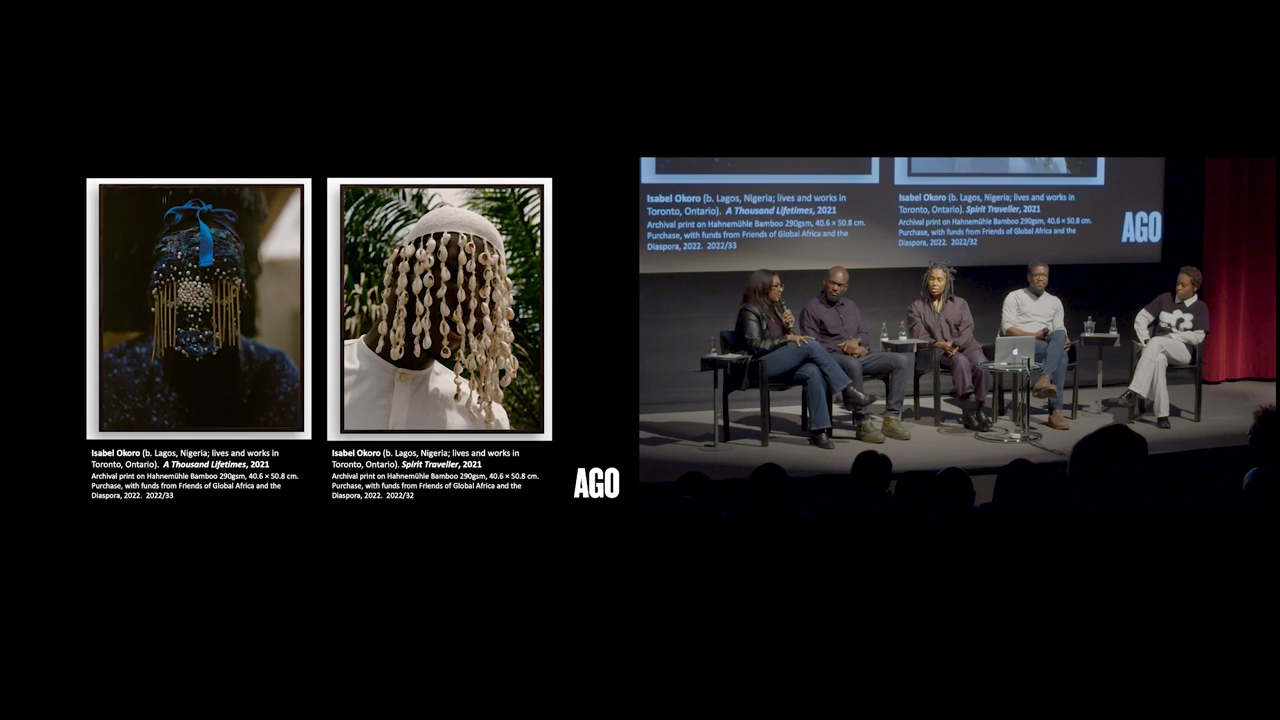 Isabel Okoro (b. Lagos, Nigeria; lives and works in
Toronto, Ontario). A Thousand Lifetimes, 2021
Archival print on Hahnemühle Bamboo 290gsm, 40.6 × 50.8 cm.
Purchase, with funds from Friends of Global Africa and the
Diaspora, 2022. 2022/33
Isabel Okoro (b. Lagos, Nigeria; lives and works in
Toronto, Ontario). Spirit Traveller, 2021
Archival print on Hahnemühle Bamboo 290gsm, 40.6 × 50.8 cm.
Purchase, with funds from Friends of Global Africa and the
Diaspora, 2022. 2022/32
AGO
Isabel Okoro (b. Lagos, Nigeria; lives and works in
Toronto, Ontario). A Thousand Lifetimes, 2021
Archival print on Hahnemühle Bamboo 290gsm, 40.6 × 50.8 cm.
Purchase, with funds from Friends of Global Africa and the
Diaspora, 2022. 2022/33
Isabel Okoro (b. Lagos, Nigeria; lives and works in
Toronto, Ontario). Spirit Traveller, 2021
Archival print on Hahnemühle Bamboo 290gsm, 40.6 × 50.8 cm.
Purchase, with funds from Friends of Global Africa and the
Diaspora, 2022. 2022/32
AGO